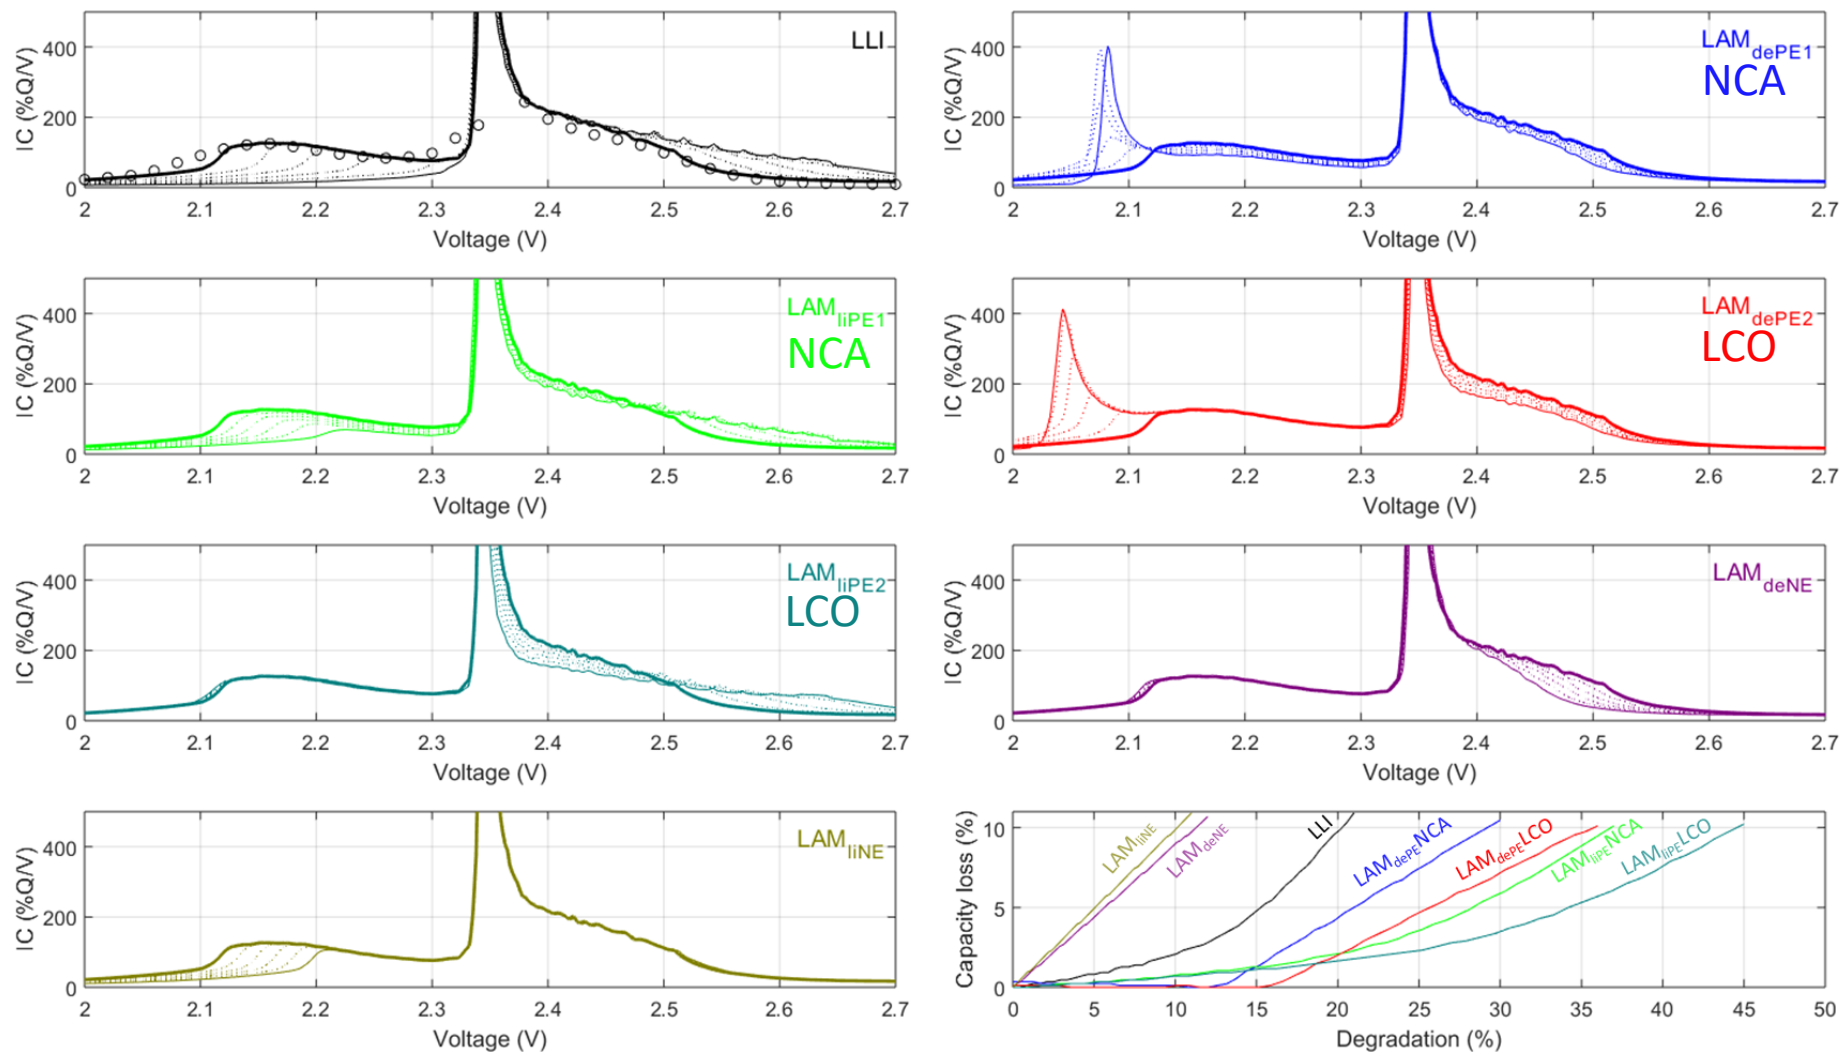 LLI
IC (%Q/V)
400
200
0
2 2.1 2.2 2.3 2.4 2.5 2.6 2.7
Voltage (V)
LAMdePE1
NCA
IC (%Q/V)
400
200
0
2 2.1 2.2 2.3 2.4 2.5 2.6 2.7
Voltage (V)
LAMliPE1
NCA
IC (%Q/V)
400
200
0
2 2.1 2.2 2.3 2.4 2.5 2.6 2.7
Voltage (V)
LAMdePE2
LCO
IC (%Q/V)
400
200
0
2 2.1 2.2 2.3 2.4 2.5 2.6 2.7
Voltage (V)
LAMliPE2
LCO
IC (%Q/V)
400
200
0
2 2.1 2.2 2.3 2.4 2.5 2.6 2.7
Voltage (V)
LAMdeNE
IC (%Q/V)
400
200
0
2 2.1 2.2 2.3 2.4 2.5 2.6 2.7
Voltage (V)
LAMliNE
IC (%Q/V)
400
200
0
2 2.1 2.2 2.3 2.4 2.5 2.6 2.7
Voltage (V)
Capacity loss (%)
10
5
0
LAMliNE
LAMdeNE
LLI
LAMdePENCA
LAMdePELCO
LAMliPENCA
LAMliPELCO
0 5 10 15 20 25 30 35 40 45 50
Degradation (%)